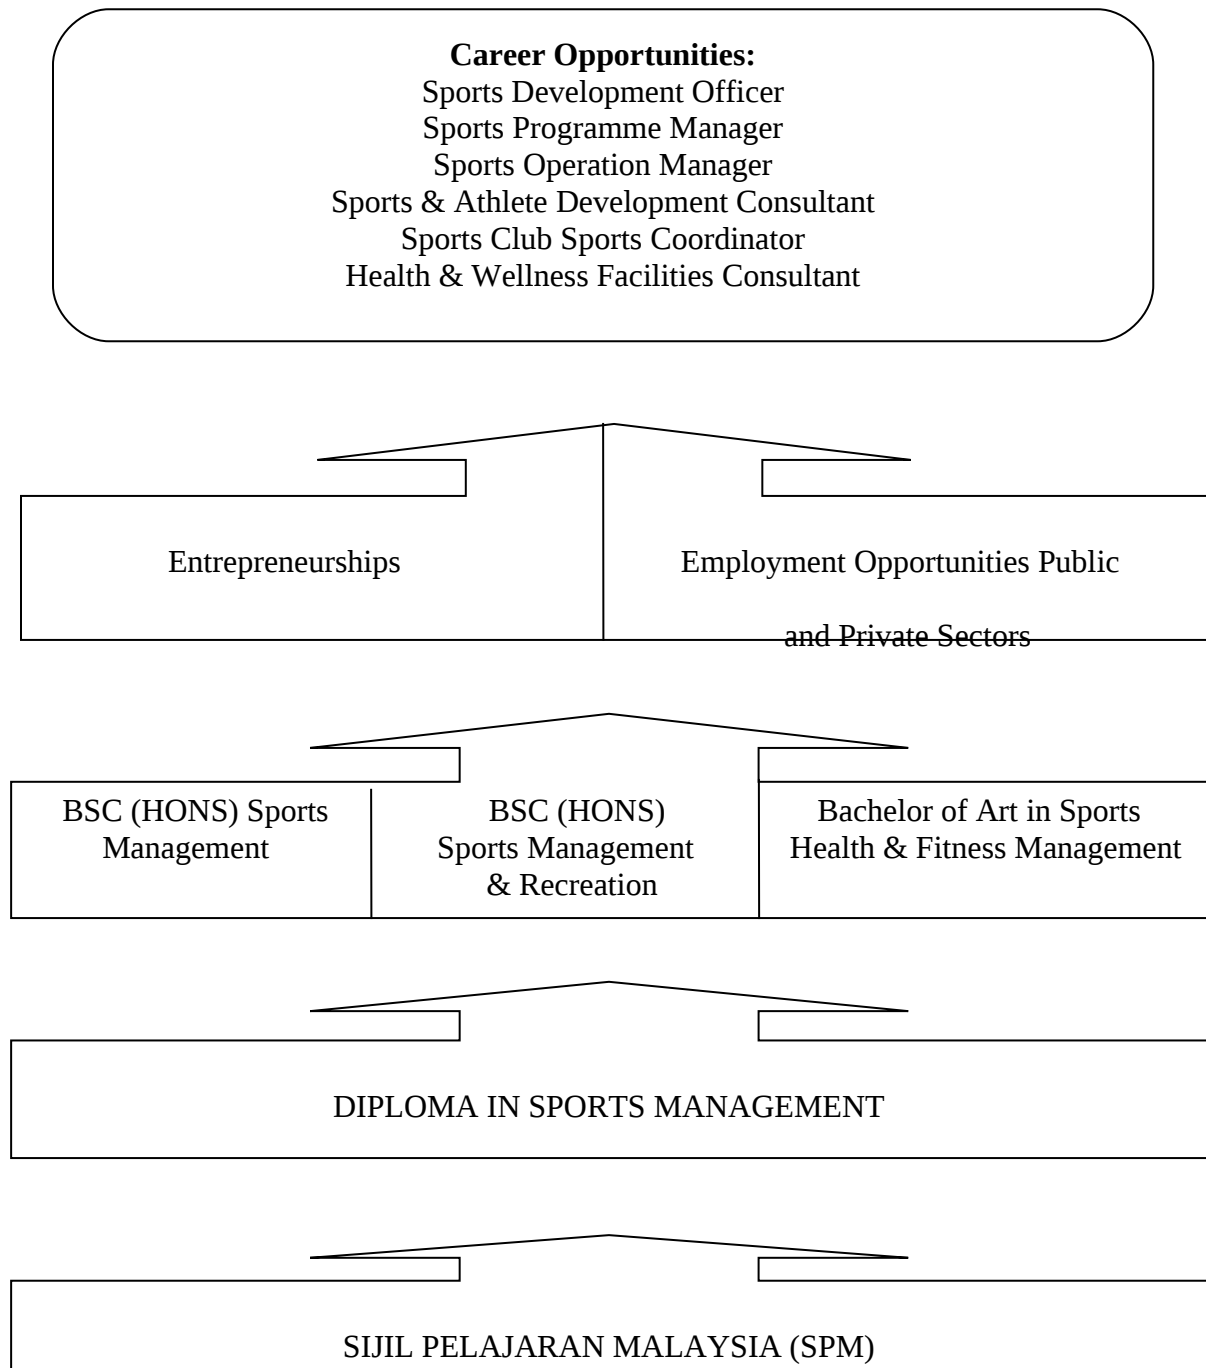 Career Opportunities:
Sports Development Officer
Sports Programme Manager
Sports Operation Manager
Sports & Athlete Development Consultant
Sports Club Sports Coordinator
Health & Wellness Facilities Consultant
Entrepreneurships
Employment Opportunities Public
and Private Sectors
BSC (HONS) Sports
Management
BSC (HONS)
Sports Management
& Recreation
Bachelor of Art in Sports
Health & Fitness Management
DIPLOMA IN SPORTS MANAGEMENT
SIJIL PELAJARAN MALAYSIA (SPM)